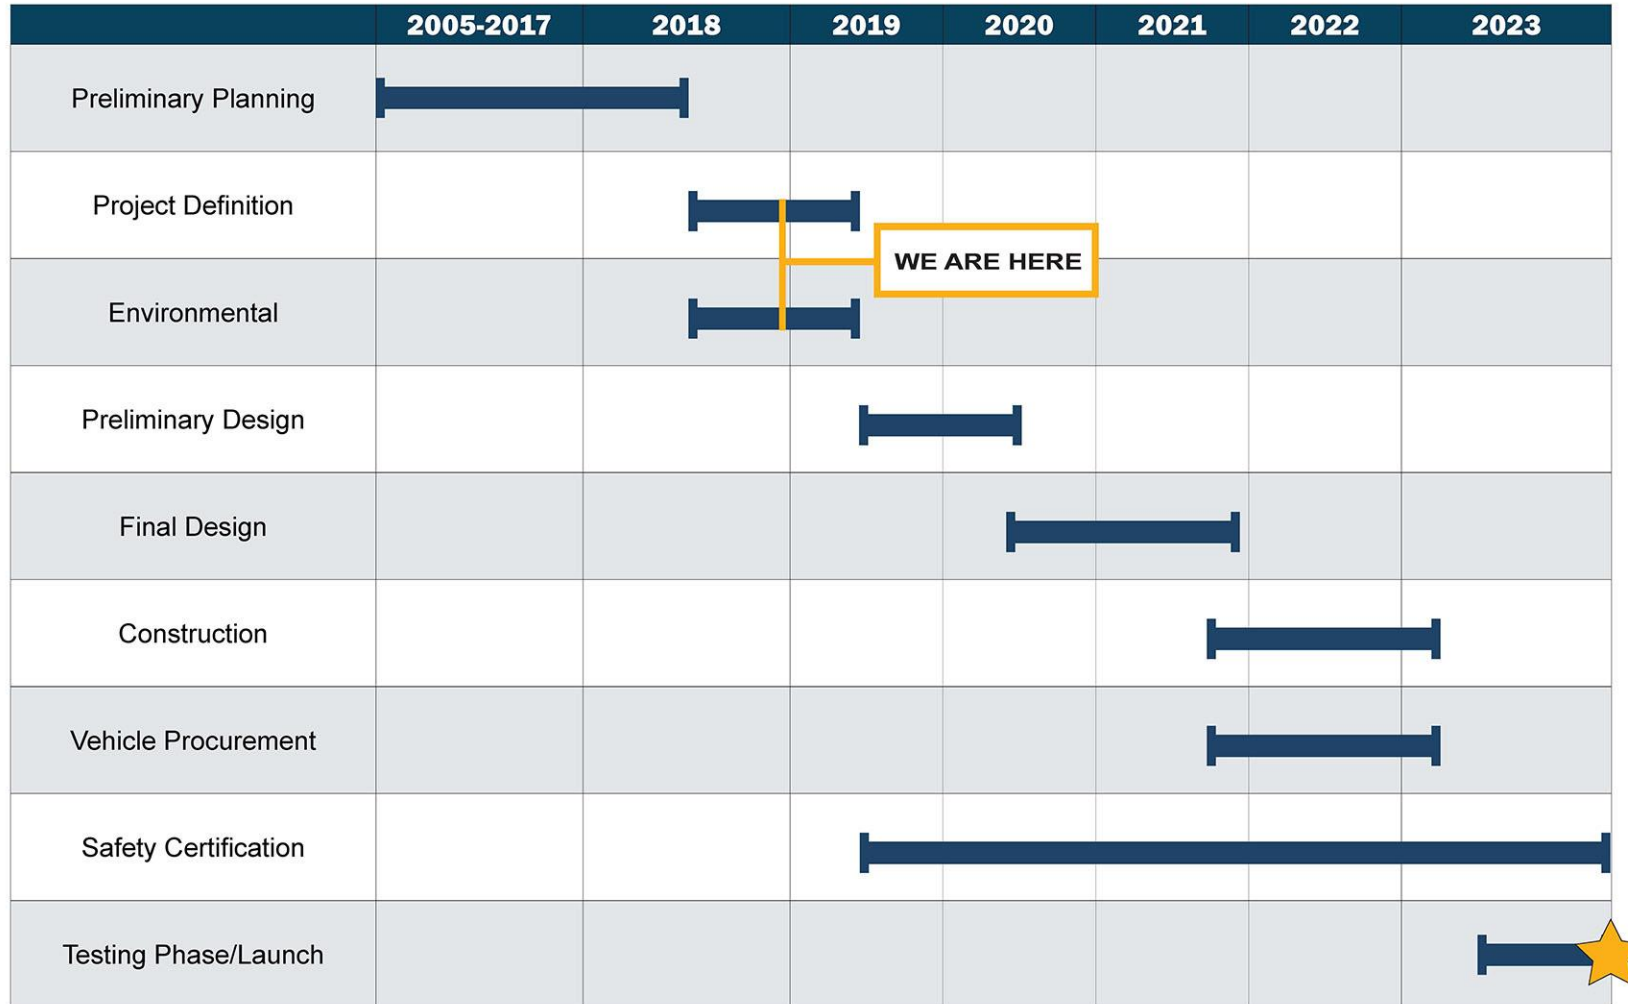 2005-2017 2018 2019 2020 2021 2022 2023
Preliminary Planning
Project Definition
WE ARE HERE
Environmental
Preliminary Design
Final Design
Construction
Vehicle Procurement
Safety Certification
Testing Phase/Launch